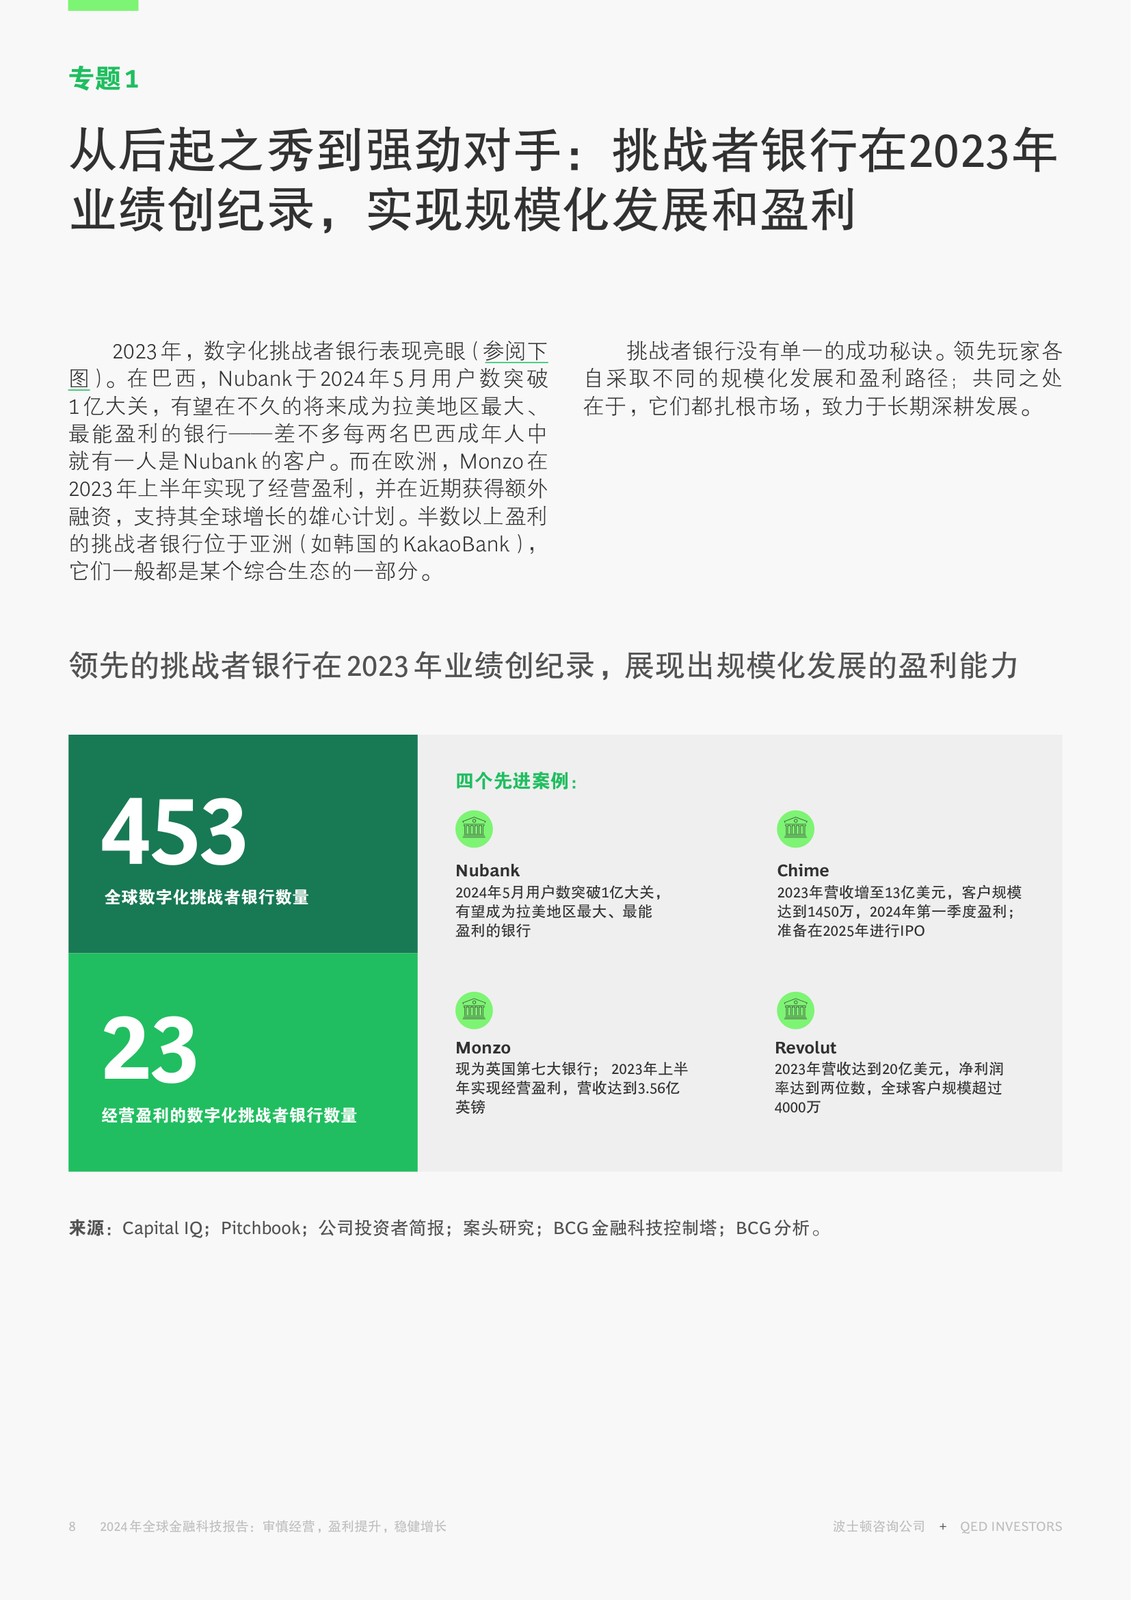 专题1
从后起之秀到强劲对手：挑战者银行在2023年
业绩创纪录，实现规模化发展和盈利
2023年，数字化挑战者银行表现亮眼（参阅下
图）。在巴西，Nubank于2024年5月用户数突破
1亿大关，有望在不久的将来成为拉美地区最大、
最能盈利的银行——差不多每两名巴西成年人中
就有一人是Nubank的客户。而在欧洲，Monzo在
2023年上半年实现了经营盈利，并在近期获得额外
融资，支持其全球增长的雄心计划。半数以上盈利
的挑战者银行位于亚洲（如韩国的KakaoBank），
它们一般都是某个综合生态的一部分。
挑战者银行没有单一的成功秘诀。领先玩家各
自采取不同的规模化发展和盈利路径；共同之处
在于，它们都扎根市场，致力于长期深耕发展。
领先的挑战者银行在2023年业绩创纪录，展现出规模化发展的盈利能力
453
全球数字化挑战者银行数量
23
经营盈利的数字化挑战者银行数量
四个先进案例：
Nubank
2024年5月用户数突破1亿大关，
有望成为拉美地区最大、最能
盈利的银行
Chime
2023年营收增至13亿美元，客户规模
达到1450万，2024年第一季度盈利；
准备在2025年进行IPO
Monzo
现为英国第七大银行； 2023年上半
年实现经营盈利，营收达到3.56亿
英镑
Revolut
2023年营收达到20亿美元，净利润
率达到两位数，全球客户规模超过
4000万
来源：Capital IQ；Pitchbook；公司投资者简报；案头研究；BCG金融科技控制塔；BCG分析。
8 2024年全球金融科技报告：审慎经营，盈利提升，稳健增长
波士顿咨询公司 + QED INVESTORS